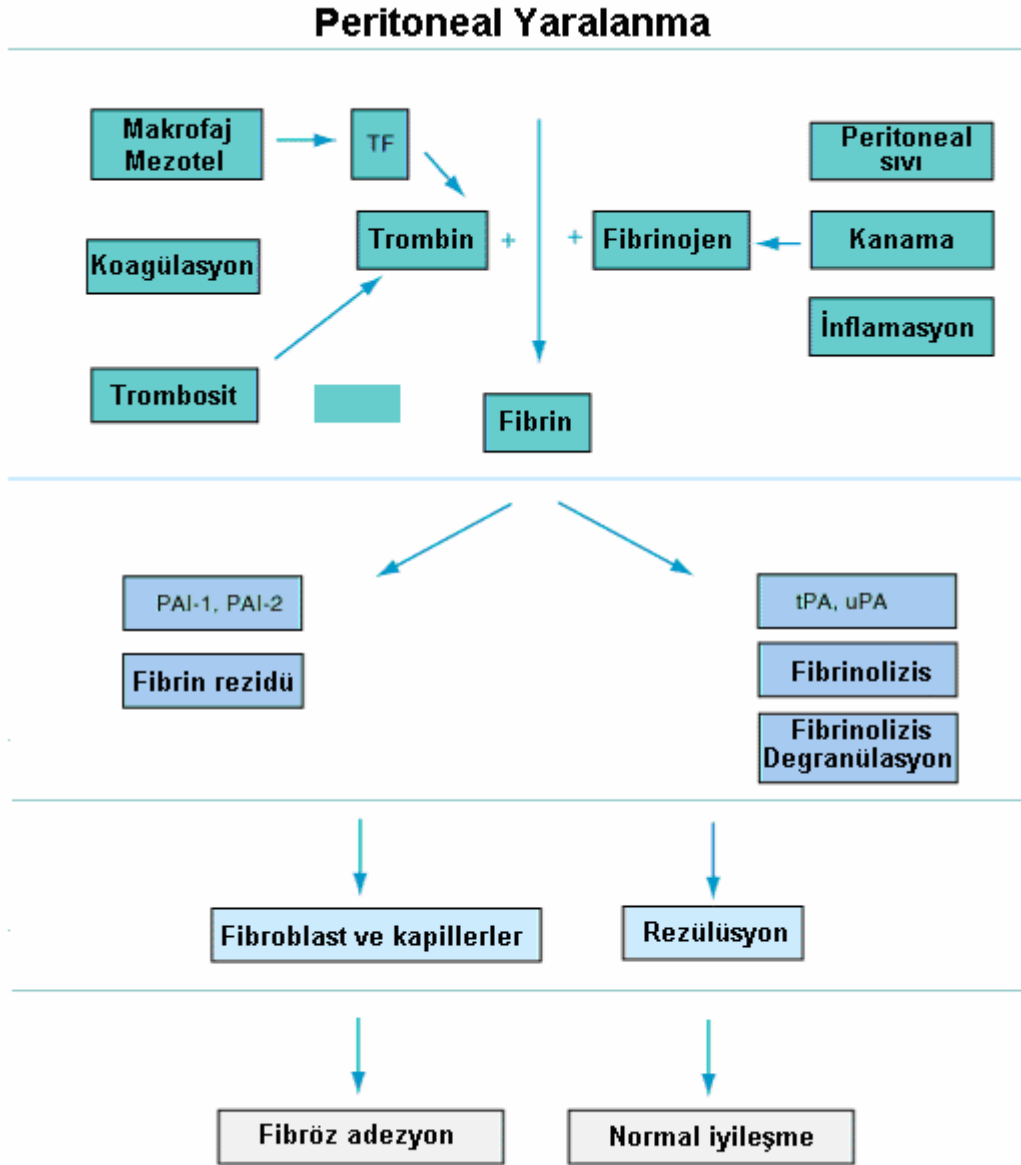 Peritoneal Yaralanma
Makrofaj
Mezotel
TF
Peritoneal
sıvı
Trombin
+
+
Fibrinojen
Kanama
Koagülasyon
İnflamasyon
Trombosit
Fibrin
PAI-1, PAI-2
tPA, uPA
Fibrin rezidü
Fibrinolizis
Fibrinolizis
Degranülasyon
Fibroblast ve kapillerler
Rezülüsyon
Fibröz adezyon
Normal iyileşme